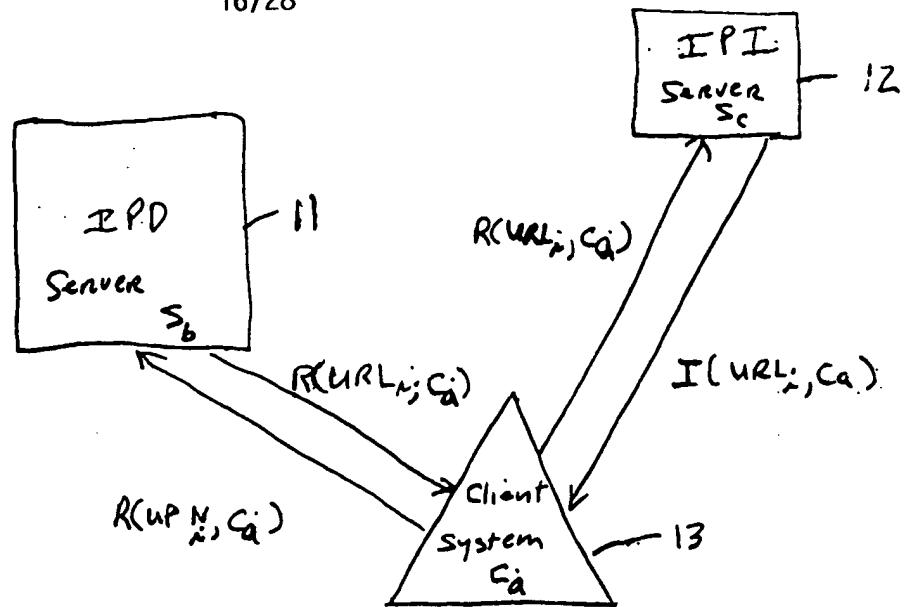 16/28
IPI
Server
Sc
12
IPD
Server
Sb
11
R(URLi, Ca)
R(URLi, Ca)
I(URLi, Ca)
R(UPNi, Ca)
Client
System
Ca
13